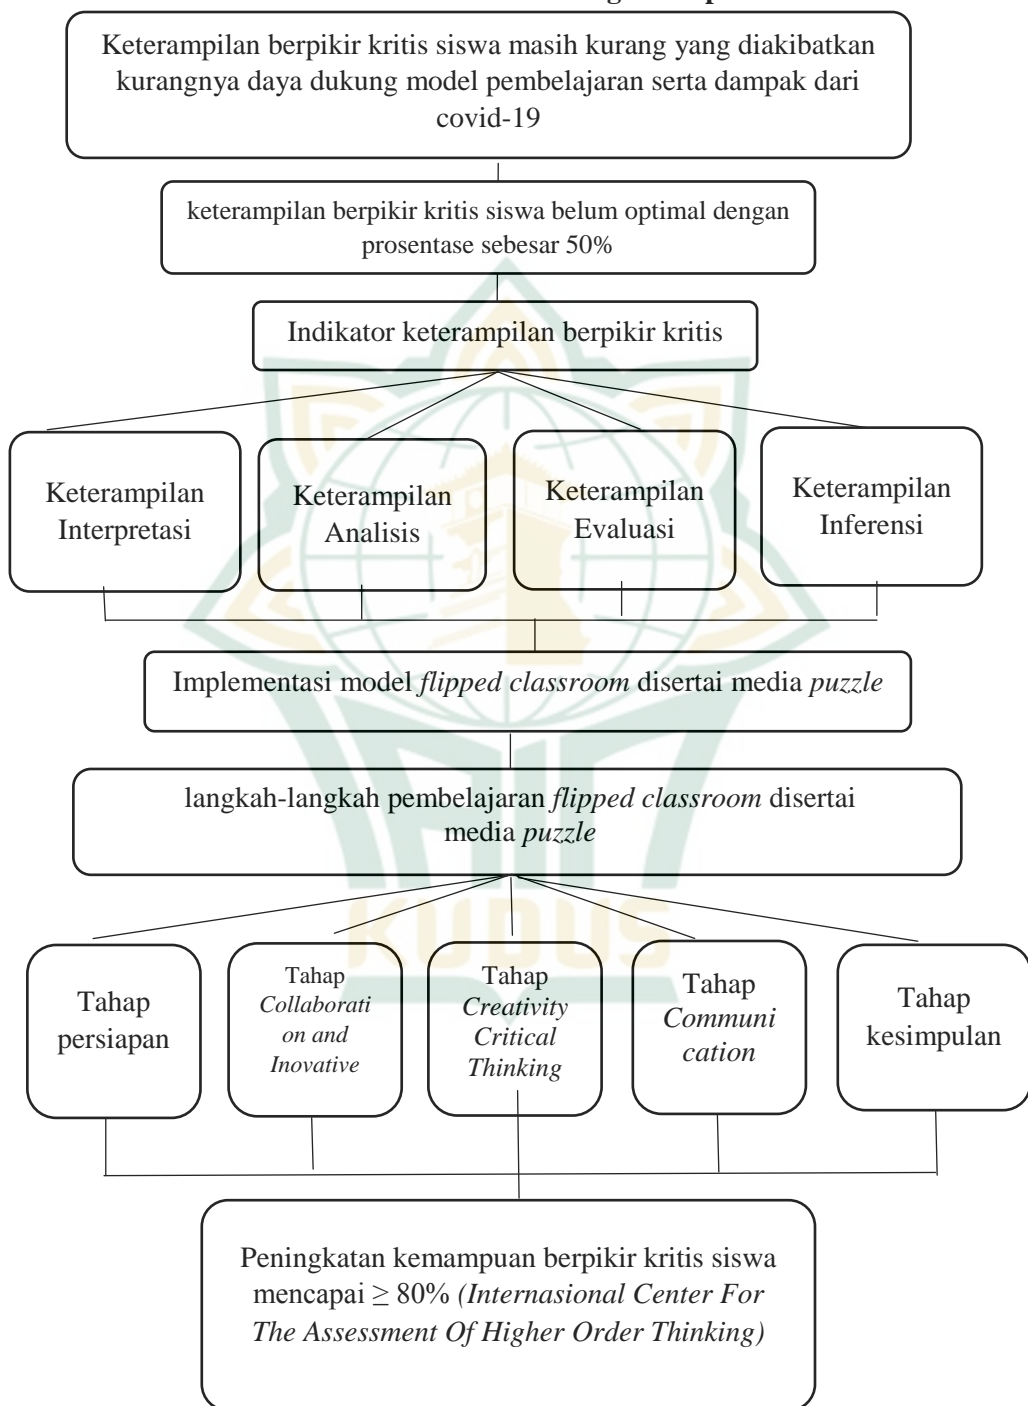 Keterampilan berpikir kritis siswa masih kurang yang diakibatkan
kurangnya daya dukung model pembelajaran serta dampak dari
covid-19
keterampilan berpikir kritis siswa belum optimal dengan
prosentase sebesar 50%
Indikator keterampilan berpikir kritis
Keterampilan
Interpretasi
Keterampilan
Analisis
Keterampilan
Evaluasi
Keterampilan
Inferensi
Implementasi model flipped classroom disertai media puzzle
langkah-langkah pembelajaran flipped classroom disertai
media puzzle
KUDUS
Tahap
persiapan
Tahap
Collaborati
on and
Inovative
Tahap
Creativity
Critical
Thinking
Tahap
Communi
cation
Tahap
kesimpulan
Peningkatan kemampuan berpikir kritis siswa
mencapai ≥ 80% (Internasional Center For
The Assessment Of Higher Order Thinking)